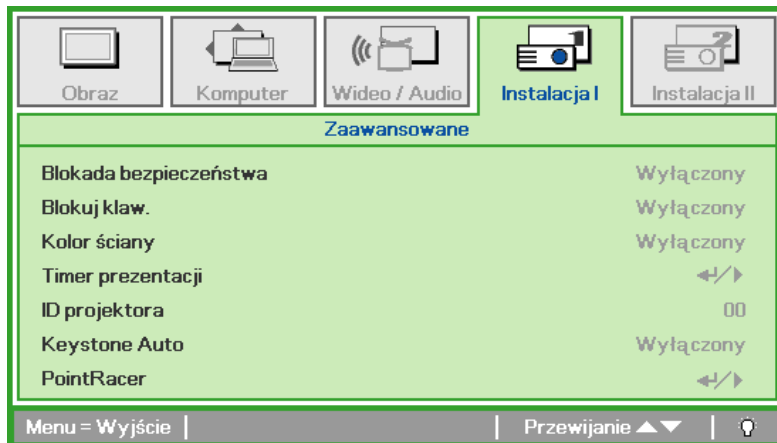 Obraz
Komputer
Wideo / Audio
Instalacja I
Instalacja II
Zaawansowane
Blokada bezpieczeństwa Wyłączony
Blokuj klaw. Wyłączony
Kolor ściany Wyłączony
Timer prezentacji
ID projektora 00
Keystone Auto Wyłączony
PointRacer
Menu = Wyjście | | Przewijanie ▲▼ |